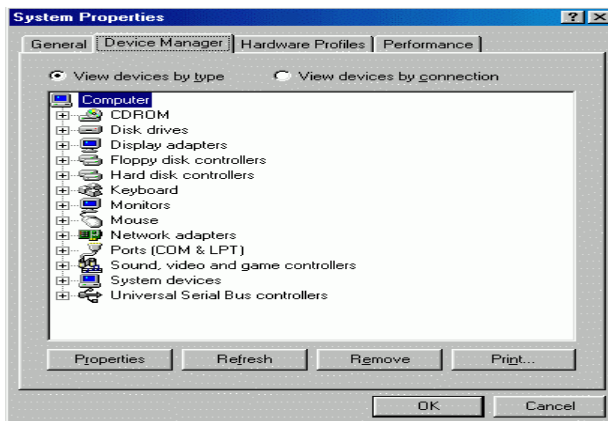 System Properties
General Device Manager Hardware Profiles Performance
View devices by type View devices by connection
Computer
CDROM
Disk drives
Display adapters
Floppy disk controllers
Hard disk controllers
Keyboard
Monitors
Mouse
Network adapters
Ports (COM & LPT)
Sound, video and game controllers
System devices
Universal Serial Bus controllers
Properties Refresh Remove Print...
OK Cancel